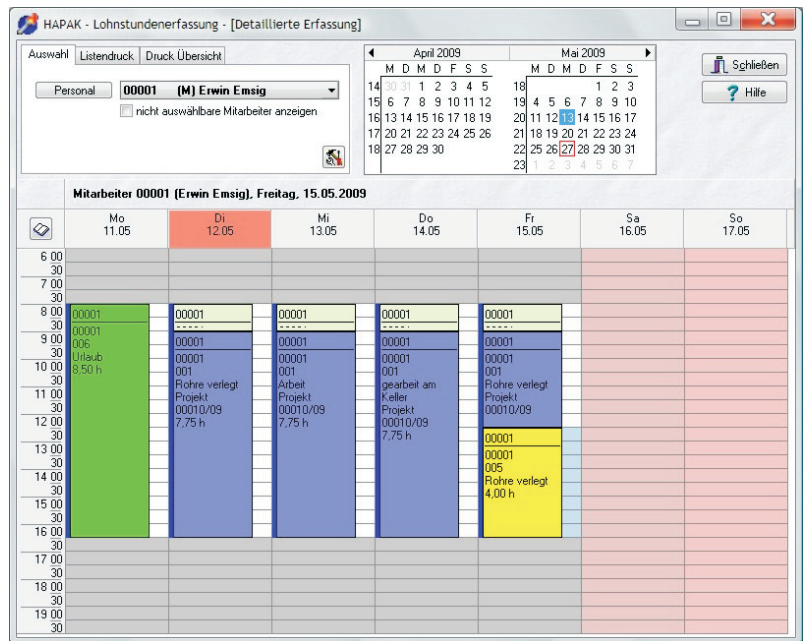 HAPAK - Lohnstundenerfassung - [Detaillierte Erfassung]
Auswahl Listendruck Druck Übersicht
Personal 00001 (M) Erwin Emsig
nicht auswählbare Mitarbeiter anzeigen
April 2009 Mai 2009
M D M D F S S M D M D F S S
14 30 31 1 2 3 4 5 18 1 2 3
15 6 7 8 9 10 11 12 19 4 5 6 7 8 9 10
16 13 14 15 16 17 18 19 20 11 12 13 14 15 16 17
17 20 21 22 23 24 25 26 21 18 19 20 21 22 23 24
18 27 28 29 30 22 25 26 27 28 29 30 31
23 1 2 3 4 5 6 7
Schließen
Hilfe
Mitarbeiter 00001 (Erwin Emsig), Freitag, 15.05.2009
Mo Di Mi Do Fr Sa So
11.05 12.05 13.05 14.05 15.05 16.05 17.05
6 00
30
7 00
30
8 00
30
9 00
30
10 00
30
11 00
30
12 00
30
13 00
30
14 00
30
15 00
30
16 00
30
17 00
30
18 00
30
19 00
30
00001
00001
006
Urlaub
8,50 h
00001
-----
00001
00001
001
Rohre verlegt
Projekt
00010/09
7,75 h
00001
-----
00001
00001
001
Arbeit
Projekt
00010/09
7,75 h
00001
-----
00001
00001
001
gearbeit am
Keller
Projekt
00010/09
7,75 h
00001
-----
00001
00001
001
Rohre verlegt
Projekt
00010/09
00001
00001
005
Rohre verlegt
4,00 h